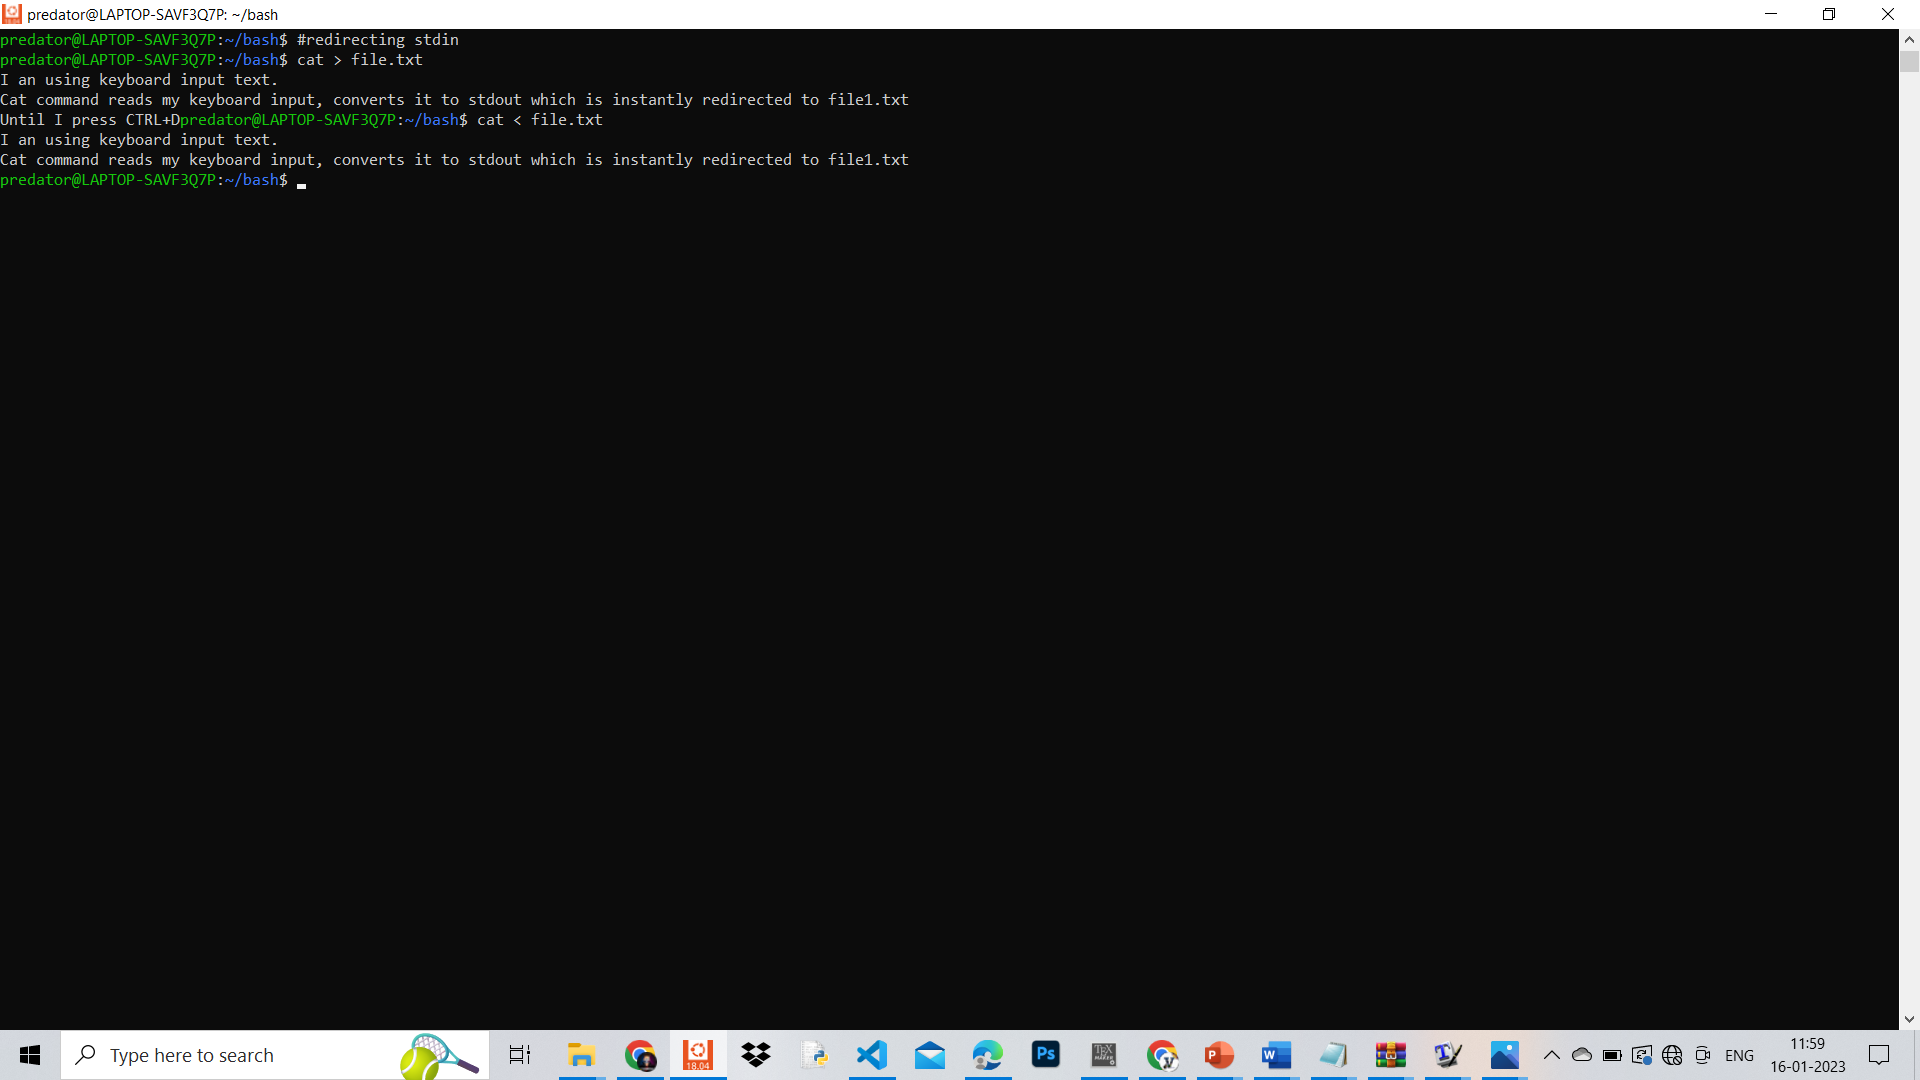 predator@LAPTOP-SAVF3Q7P: ~/bash
predator@LAPTOP-SAVF3Q7P:~/bash$ #redirecting stdin
predator@LAPTOP-SAVF3Q7P:~/bash$ cat > file.txt
I an using keyboard input text.
Cat command reads my keyboard input, converts it to stdout which is instantly redirected to file1.txt
Until I press CTRL+Dpredator@LAPTOP-SAVF3Q7P:~/bash$ cat < file.txt
I an using keyboard input text.
Cat command reads my keyboard input, converts it to stdout which is instantly redirected to file1.txt
predator@LAPTOP-SAVF3Q7P:~/bash$
Type here to search
18.04
Ps
TEX
P
W
ENG
11:59
16-01-2023